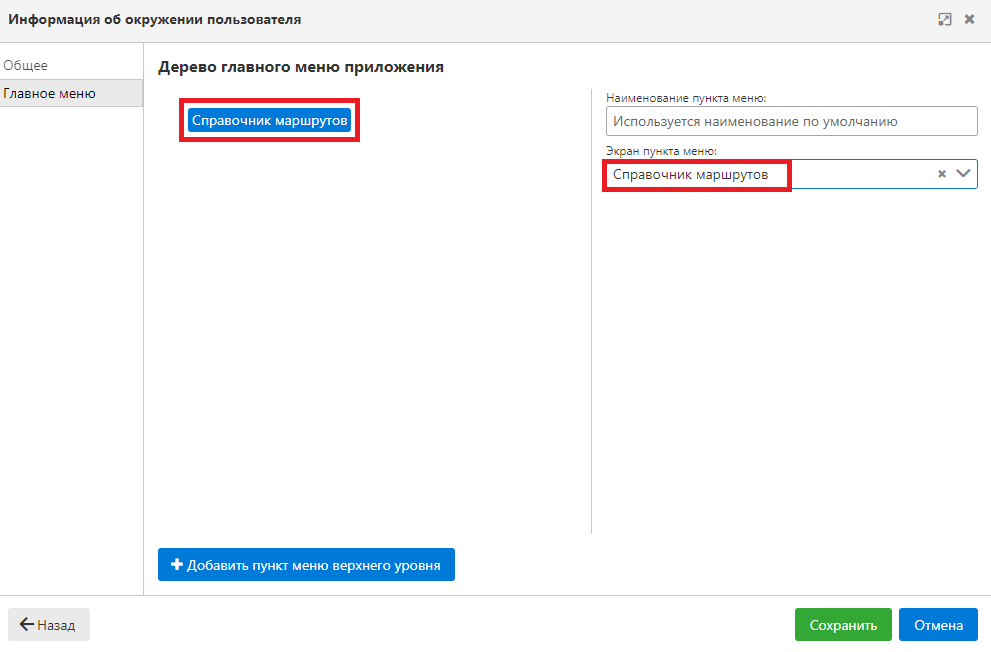 Информация об окружении пользователя
Общее
Главное меню
Дерево главного меню приложения
Справочник маршрутов
Наименование пункта меню:
Используется наименование по умолчанию
Экран пункта меню:
Справочник маршрутов
Добавить пункт меню верхнего уровня
Назад
Сохранить
Отмена